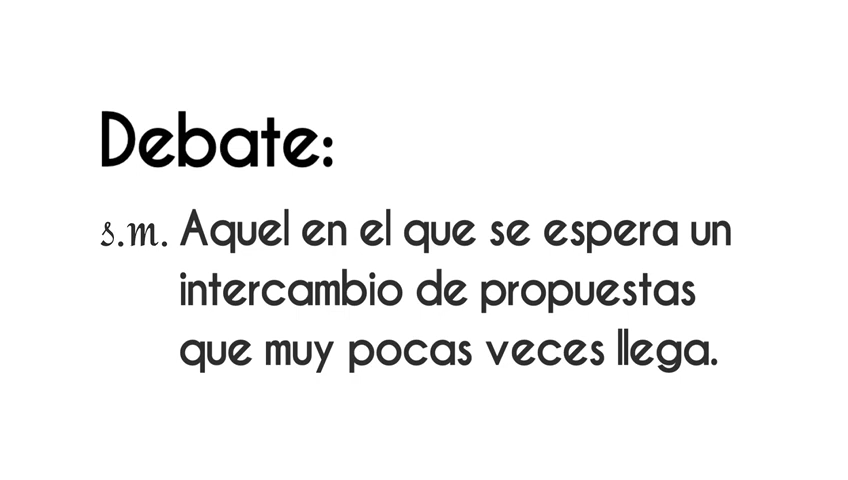 Debate:
s.m. Aquel en el que se espera un
intercambio de propuestas
que muy pocas veces llega.